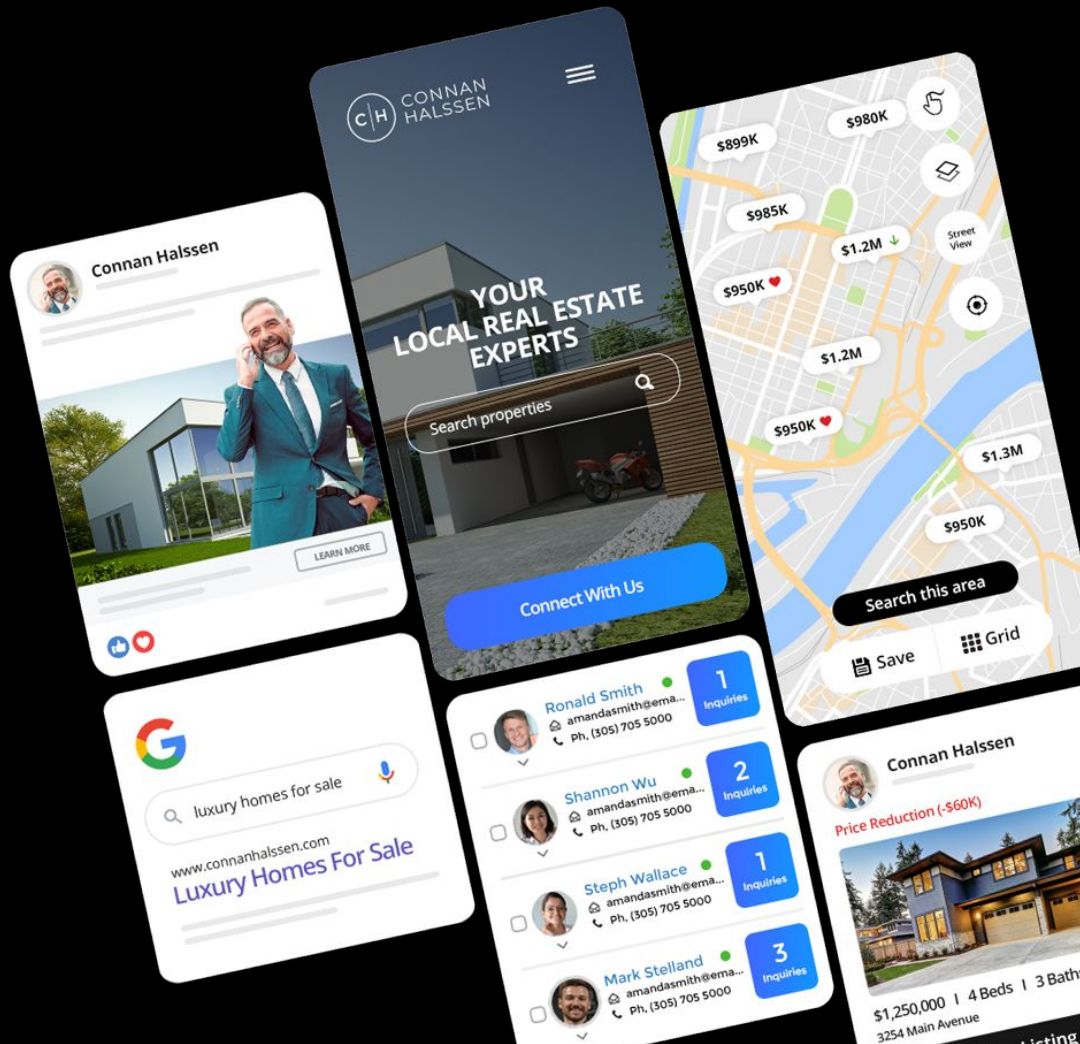 Connan Halssen
LEARN MORE
C|H
CONNAN
HALSSEN
YOUR
LOCAL REAL ESTATE
EXPERTS
Search properties
Connect With Us
$899K
$980K
$985K
$1.2M
Street
View
$950K
$1.2M
$950K
$1.3M
$950K
Search this area
Save
Grid
G
luxury homes for sale
www.connanhalssen.com
Luxury Homes For Sale
Ronald Smith
amandasmith@ema...
Ph, (305) 705 5000
1
Inquiries
Shannon Wu
amandasmith@ema...
Ph, (305) 705 5000
2
Inquiries
Steph Wallace
amandasmith@ema...
Ph, (305) 705 5000
1
Inquiries
Mark Stelland
amandasmith@ema...
Ph, (305) 705 5000
3
Inquiries
Connan Halssen
Price Reduction (-$60K)
$1,250,000 | 4 Beds | 3 Baths
3254 Main Avenue